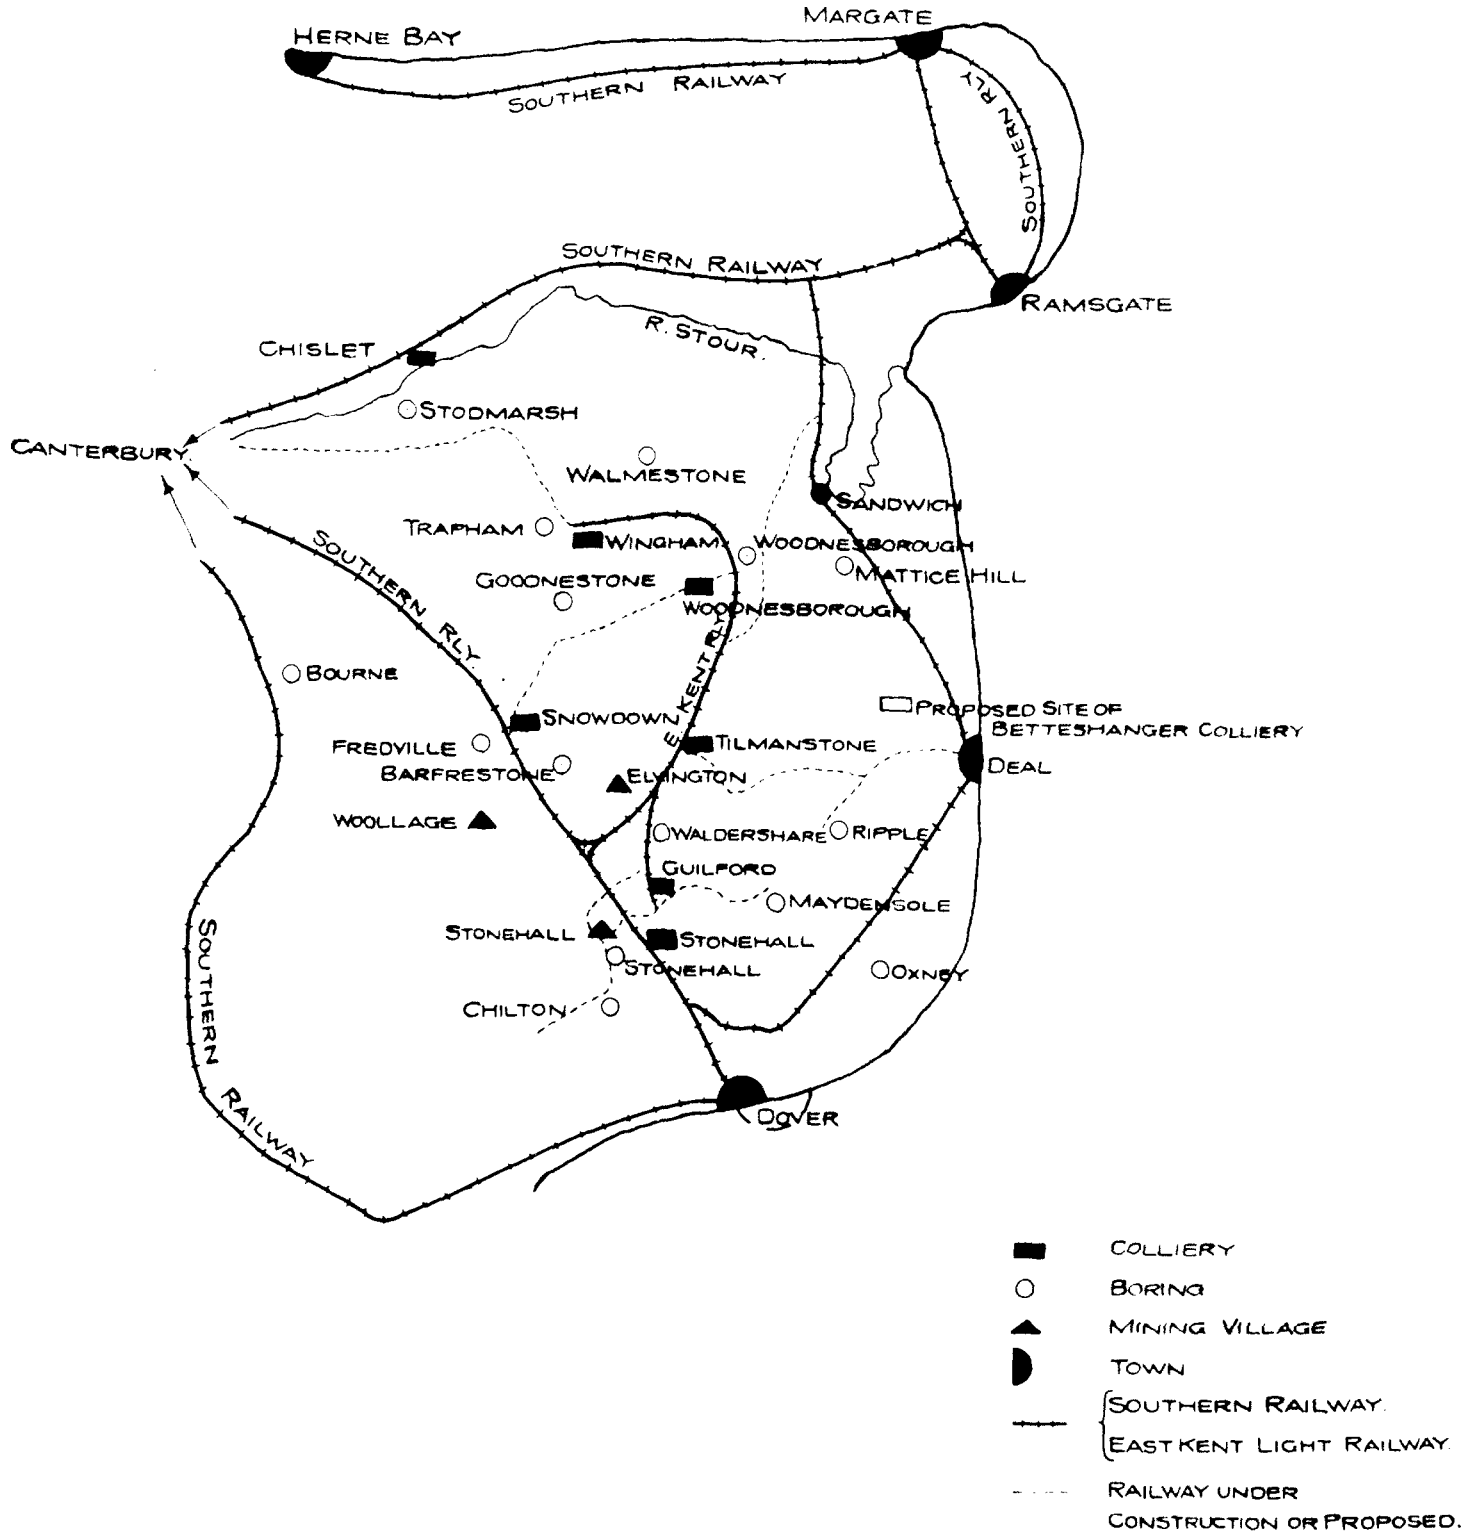 MARGATE
HERNE BAY
SOUTHERN RAILWAY
SOUTHERN RLY
SOUTHERN RAILWAY
RAMSGATE
R. STOUR.
CHISLET
STODMARSH
CANTERBURY
WALMESTONE
SANDWICH
TRAPHAM
WINGHAM
WOODNESBOROUGH
SOUTHERN RLY.
GOODNESTONE
MATTICE HILL
WOODNESBOROUGH
E. KENT RLY
BOURNE
PROPOSED SITE OF
BETTESHANGER COLLIERY
SNOWDOWN
FREDVILLE
TILMANSTONE
BARFRESTONE
ELVINGTON
DEAL
WOOLLAGE
WALDERSHARE
RIPPLE
GUILFORD
MAYDENSOLE
STONEHALL
STONEHALL
STONEHALL
OXNEY
CHILTON
SOUTHERN RAILWAY
DOVER
COLLIERY
BORING
MINING VILLAGE
TOWN
SOUTHERN RAILWAY.
EAST KENT LIGHT RAILWAY.
RAILWAY UNDER
CONSTRUCTION OR PROPOSED.